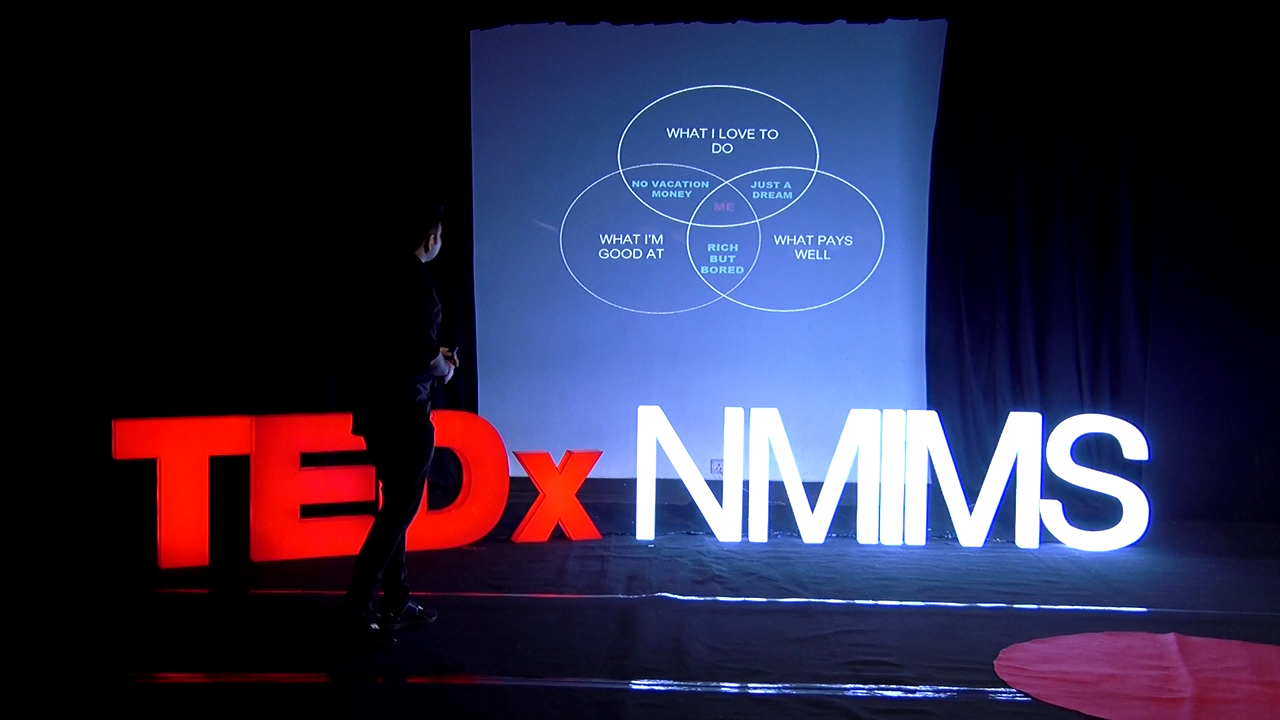 WHAT I LOVE TO
DO
NO VACATION
MONEY
JUST A
DREAM
ME
WHAT I'M
GOOD AT
RICH
BUT
BORED
WHAT PAYS
WELL
TEDx NMIMS